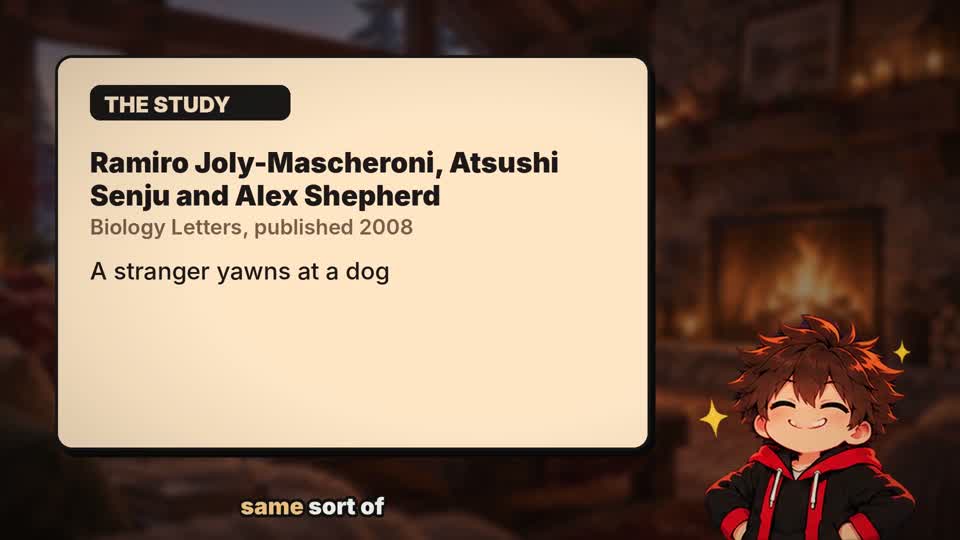 THE STUDY
Ramiro Joly-Mascheroni, Atsushi
Senju and Alex Shepherd
Biology Letters, published 2008
A stranger yawns at a dog
same sort of